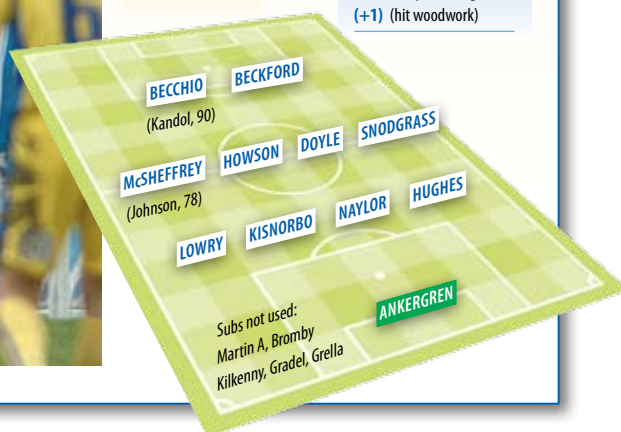 (+1) (hit woodwork)
BECCHIO BECKFORD
(Kandol, 90)
McSHEFFREY HOWSON DOYLE SNODGRASS
(Johnson, 78)
LOWRY KISNORBO NAYLOR HUGHES
ANKERGREN
Subs not used:
Martin A, Bromby
Kilkenny, Gradel, Grella